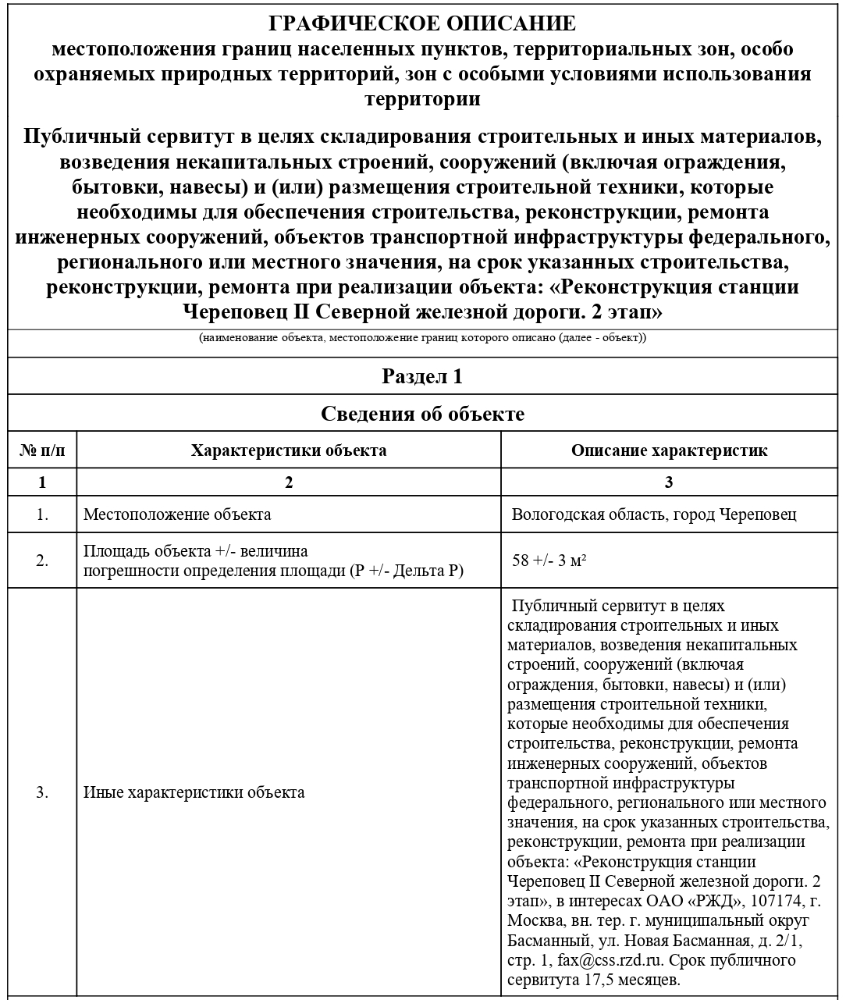 ГРАФИЧЕСКОЕ ОПИСАНИЕ
местоположения границ населенных пунктов, территориальных зон, особо
охраняемых природных территорий, зон с особыми условиями использования
территории
Публичный сервитут в целях складирования строительных и иных материалов,
возведения некапитальных строений, сооружений (включая ограждения,
бытовки, навесы) и (или) размещения строительной техники, которые
необходимы для обеспечения строительства, реконструкции, ремонта
инженерных сооружений, объектов транспортной инфраструктуры федерального,
регионального или местного значения, на срок указанных строительства,
реконструкции, ремонта при реализации объекта: «Реконструкция станции
Череповец II Северной железной дороги. 2 этап»
(наименование объекта, местоположение границ которого описано (далее - объект))
Раздел 1
Сведения об объекте
№ п/п Характеристики объекта Описание характеристик
1 2 3
1. Местоположение объекта Вологодская область, город Череповец
2. Площадь объекта +/- величина
погрешности определения площади (Р +/- Дельта Р) 58 +/- 3 м²
3. Иные характеристики объекта
Публичный сервитут в целях
складирования строительных и иных
материалов, возведения некапитальных
строений, сооружений (включая
ограждения, бытовки, навесы) и (или)
размещения строительной техники,
которые необходимы для обеспечения
строительства, реконструкции, ремонта
инженерных сооружений, объектов
транспортной инфраструктуры
федерального, регионального или местного
значения, на срок указанных строительства,
реконструкции, ремонта при реализации
объекта: «Реконструкция станции
Череповец II Северной железной дороги. 2
этап», в интересах ОАО «РЖД», 107174, г.
Москва, вн. тер. г. муниципальный округ
Басманный, ул. Новая Басманная, д. 2/1,
стр. 1, fax@css.rzd.ru. Срок публичного
сервитута 17,5 месяцев.